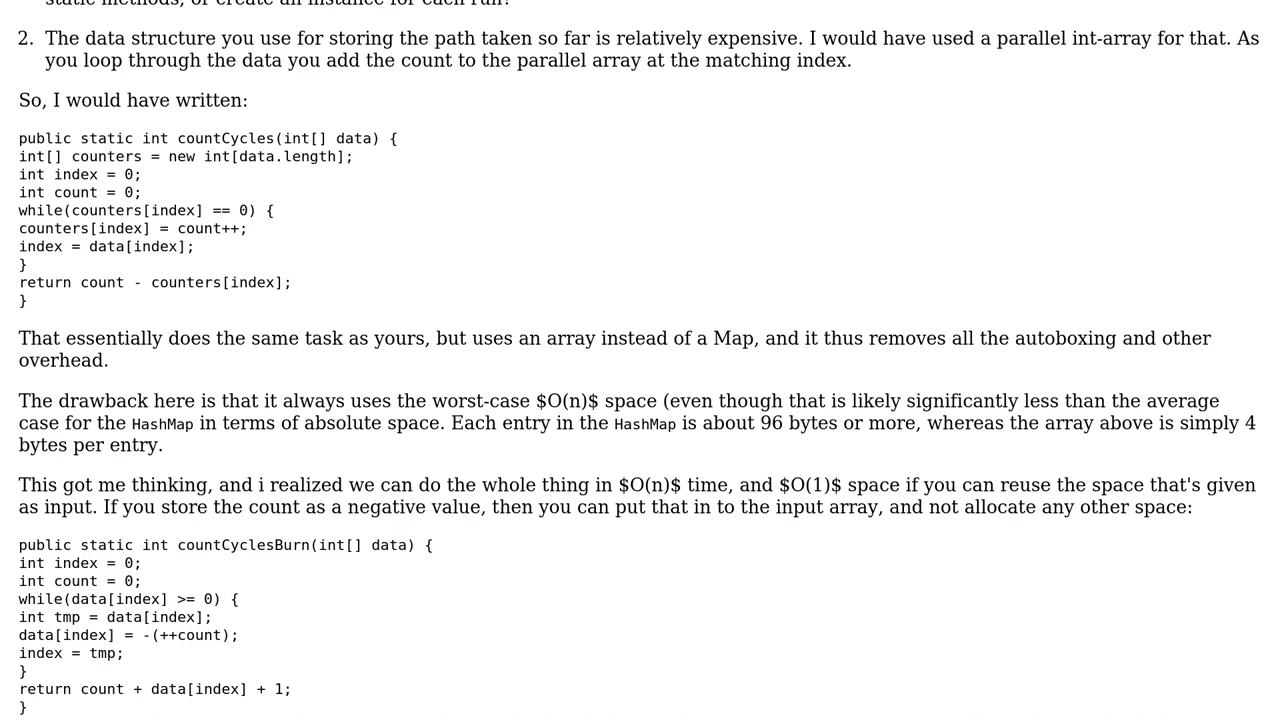 static methods, or create an instance for each run?
2. The data structure you use for storing the path taken so far is relatively expensive. I would have used a parallel int-array for that. As
you loop through the data you add the count to the parallel array at the matching index.
So, I would have written:
public static int countCycles(int[] data) {
int[] counters = new int[data.length];
int index = 0;
int count = 0;
while(counters[index] == 0) {
counters[index] = count++;
index = data[index];
}
return count - counters[index];
}
That essentially does the same task as yours, but uses an array instead of a Map, and it thus removes all the autoboxing and other
overhead.
The drawback here is that it always uses the worst-case $O(n)$ space (even though that is likely significantly less than the average
case for the HashMap in terms of absolute space. Each entry in the HashMap is about 96 bytes or more, whereas the array above is simply 4
bytes per entry.
This got me thinking, and i realized we can do the whole thing in $O(n)$ time, and $O(1)$ space if you can reuse the space that's given
as input. If you store the count as a negative value, then you can put that in to the input array, and not allocate any other space:
public static int countCyclesBurn(int[] data) {
int index = 0;
int count = 0;
while(data[index] >= 0) {
int tmp = data[index];
data[index] = -(++count);
index = tmp;
}
return count + data[index] + 1;
}